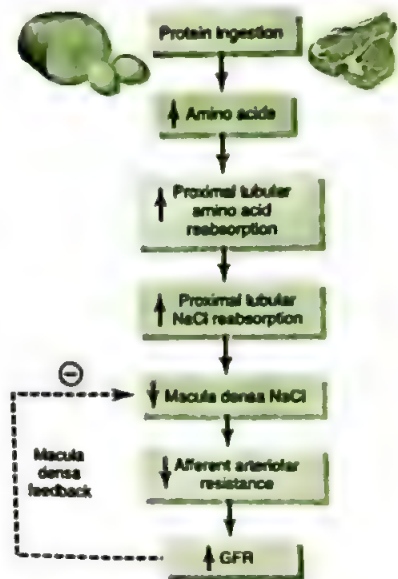 Protein ingestion
↑ Amino acids
↑ Proximal tubular
amino acid
reabsorption
↑ Proximal tubular
NaCl reabsorption
⊖
↓ Macula densa NaCl
Macula
densa
feedback
↓ Afferent arteriolar
resistance
↑ GFR